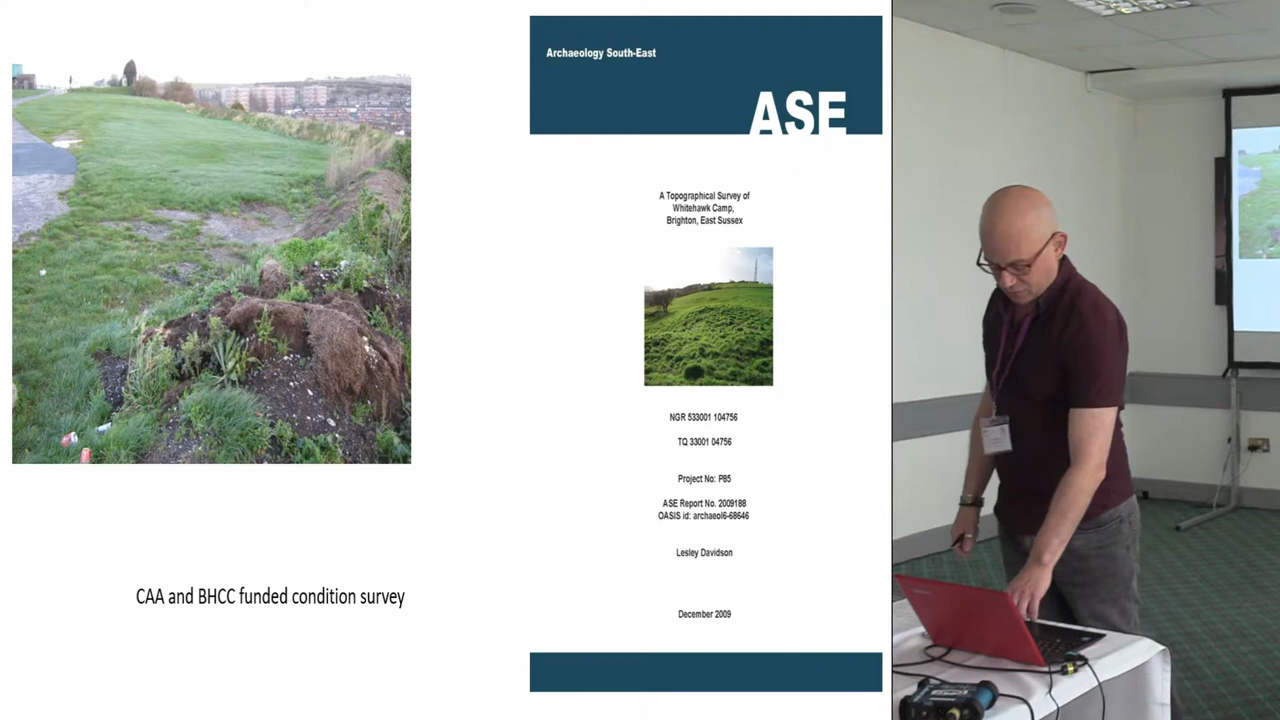 Archaeology South-East
ASE
A Topographical Survey of
Whitehawk Camp,
Brighton, East Sussex
NGR 533001 104756
TQ 33001 04756
Project No: P85
ASE Report No. 2009188
OASIS id: archaeol6-68646
Lesley Davidson
December 2009
CAA and BHCC funded condition survey